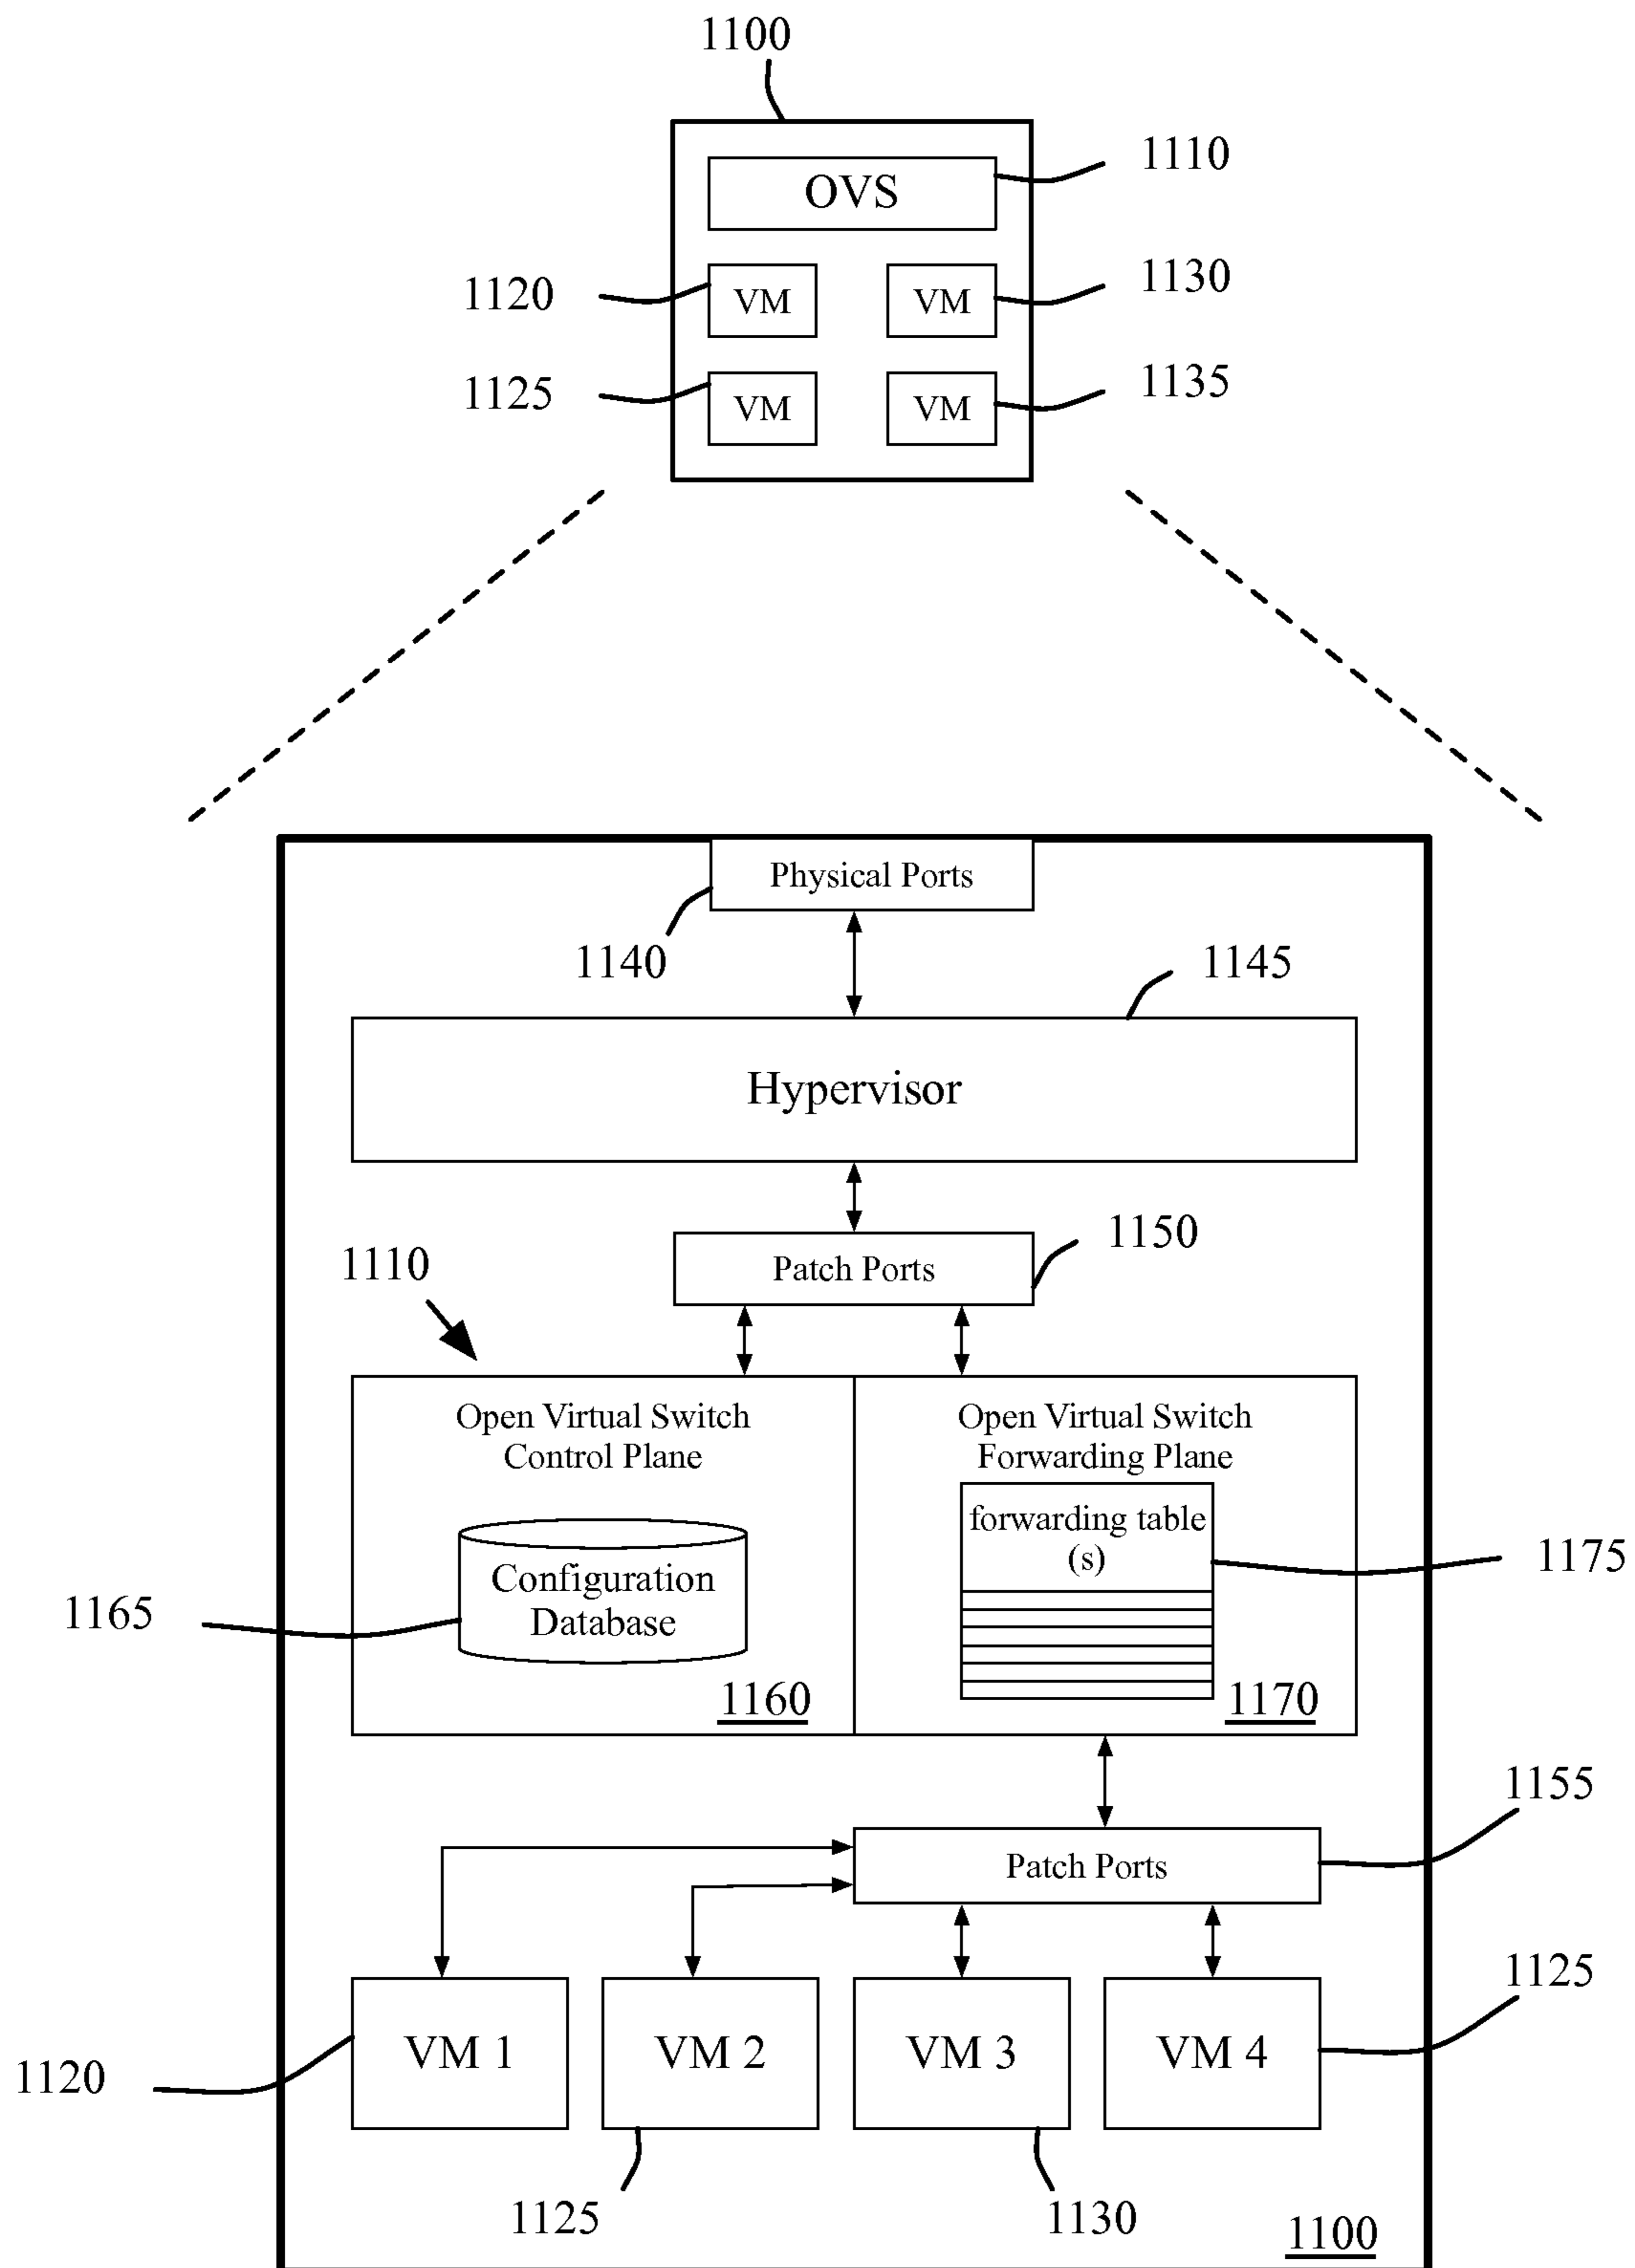 1100
OVS
1110
1120
VM
VM
1130
1125
VM
VM
1135
Physical Ports
1140
1145
Hypervisor
1150
Patch Ports
1110
Open Virtual Switch
Control Plane
Open Virtual Switch
Forwarding Plane
forwarding table
(s)
1175
Configuration
Database
1165
1160
1170
1155
Patch Ports
1125
VM 1
VM 2
VM 3
VM 4
1120
1125
1130
1100